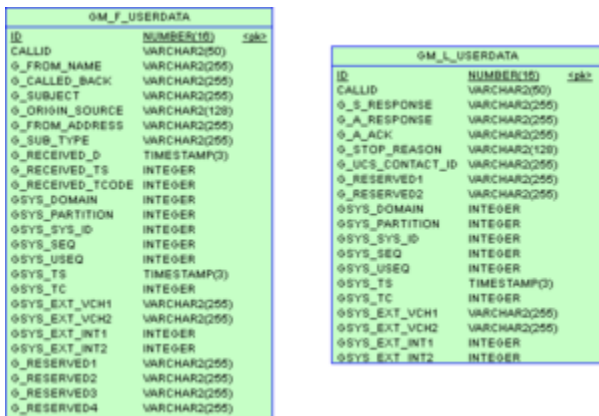 GM_F_USERDATA
ID NUMBER(16) <pk>
CALLID VARCHAR2(50)
G_FROM_NAME VARCHAR2(255)
G_CALLED_BACK VARCHAR2(255)
G_SUBJECT VARCHAR2(255)
G_ORIGIN_SOURCE VARCHAR2(128)
G_FROM_ADDRESS VARCHAR2(255)
G_SUB_TYPE VARCHAR2(255)
G_RECEIVED_D TIMESTAMP(3)
G_RECEIVED_TS INTEGER
G_RECEIVED_TCODE INTEGER
GSYS_DOMAIN INTEGER
GSYS_PARTITION INTEGER
GSYS_SYS_ID INTEGER
GSYS_SEQ INTEGER
GSYS_USEQ INTEGER
GSYS_TS TIMESTAMP(3)
GSYS_TC INTEGER
GSYS_EXT_VCH1 VARCHAR2(255)
GSYS_EXT_VCH2 VARCHAR2(255)
GSYS_EXT_INT1 INTEGER
GSYS_EXT_INT2 INTEGER
G_RESERVED1 VARCHAR2(255)
G_RESERVED2 VARCHAR2(255)
G_RESERVED3 VARCHAR2(255)
G_RESERVED4 VARCHAR2(255)
GM_L_USERDATA
ID NUMBER(16) <pk>
CALLID VARCHAR2(50)
G_S_RESPONSE VARCHAR2(255)
G_A_RESPONSE VARCHAR2(255)
G_A_ACK VARCHAR2(255)
G_STOP_REASON VARCHAR2(128)
G_UCS_CONTACT_ID VARCHAR2(255)
G_RESERVED1 VARCHAR2(255)
G_RESERVED2 VARCHAR2(255)
GSYS_DOMAIN INTEGER
GSYS_PARTITION INTEGER
GSYS_SYS_ID INTEGER
GSYS_SEQ INTEGER
GSYS_USEQ INTEGER
GSYS_TS TIMESTAMP(3)
GSYS_TC INTEGER
GSYS_EXT_VCH1 VARCHAR2(255)
GSYS_EXT_VCH2 VARCHAR2(255)
GSYS_EXT_INT1 INTEGER
GSYS_EXT_INT2 INTEGER